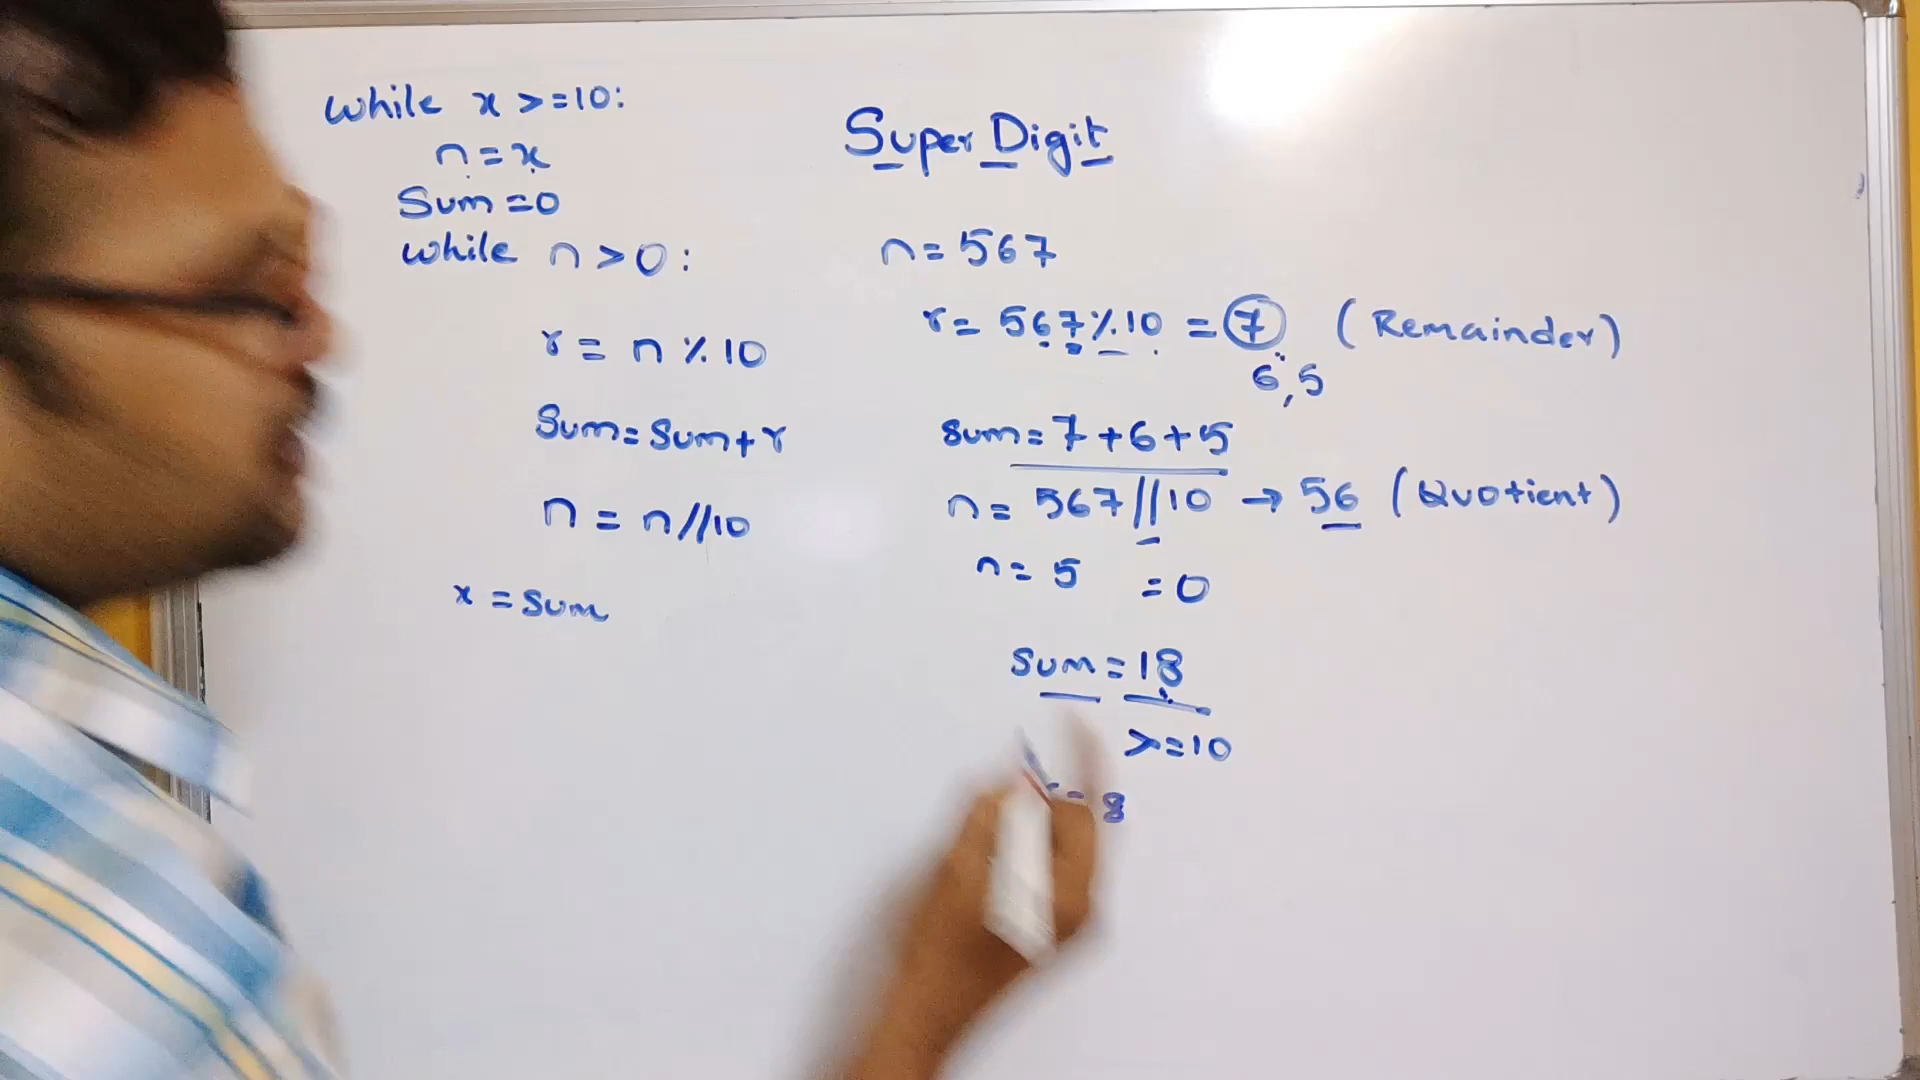 while x >=10:
n = x
Sum =0
while n > 0 :
r = n % 10
Sum = Sum + r
n = n//10
x = Sum
Super Digit
n = 567
r = 567 % 10 = 7 ( Remainder )
6, 5
sum = 7 + 6 + 5
n = 567//10 → 56 ( Quotient )
n = 5 = 0
sum = 18
>=10
= 8